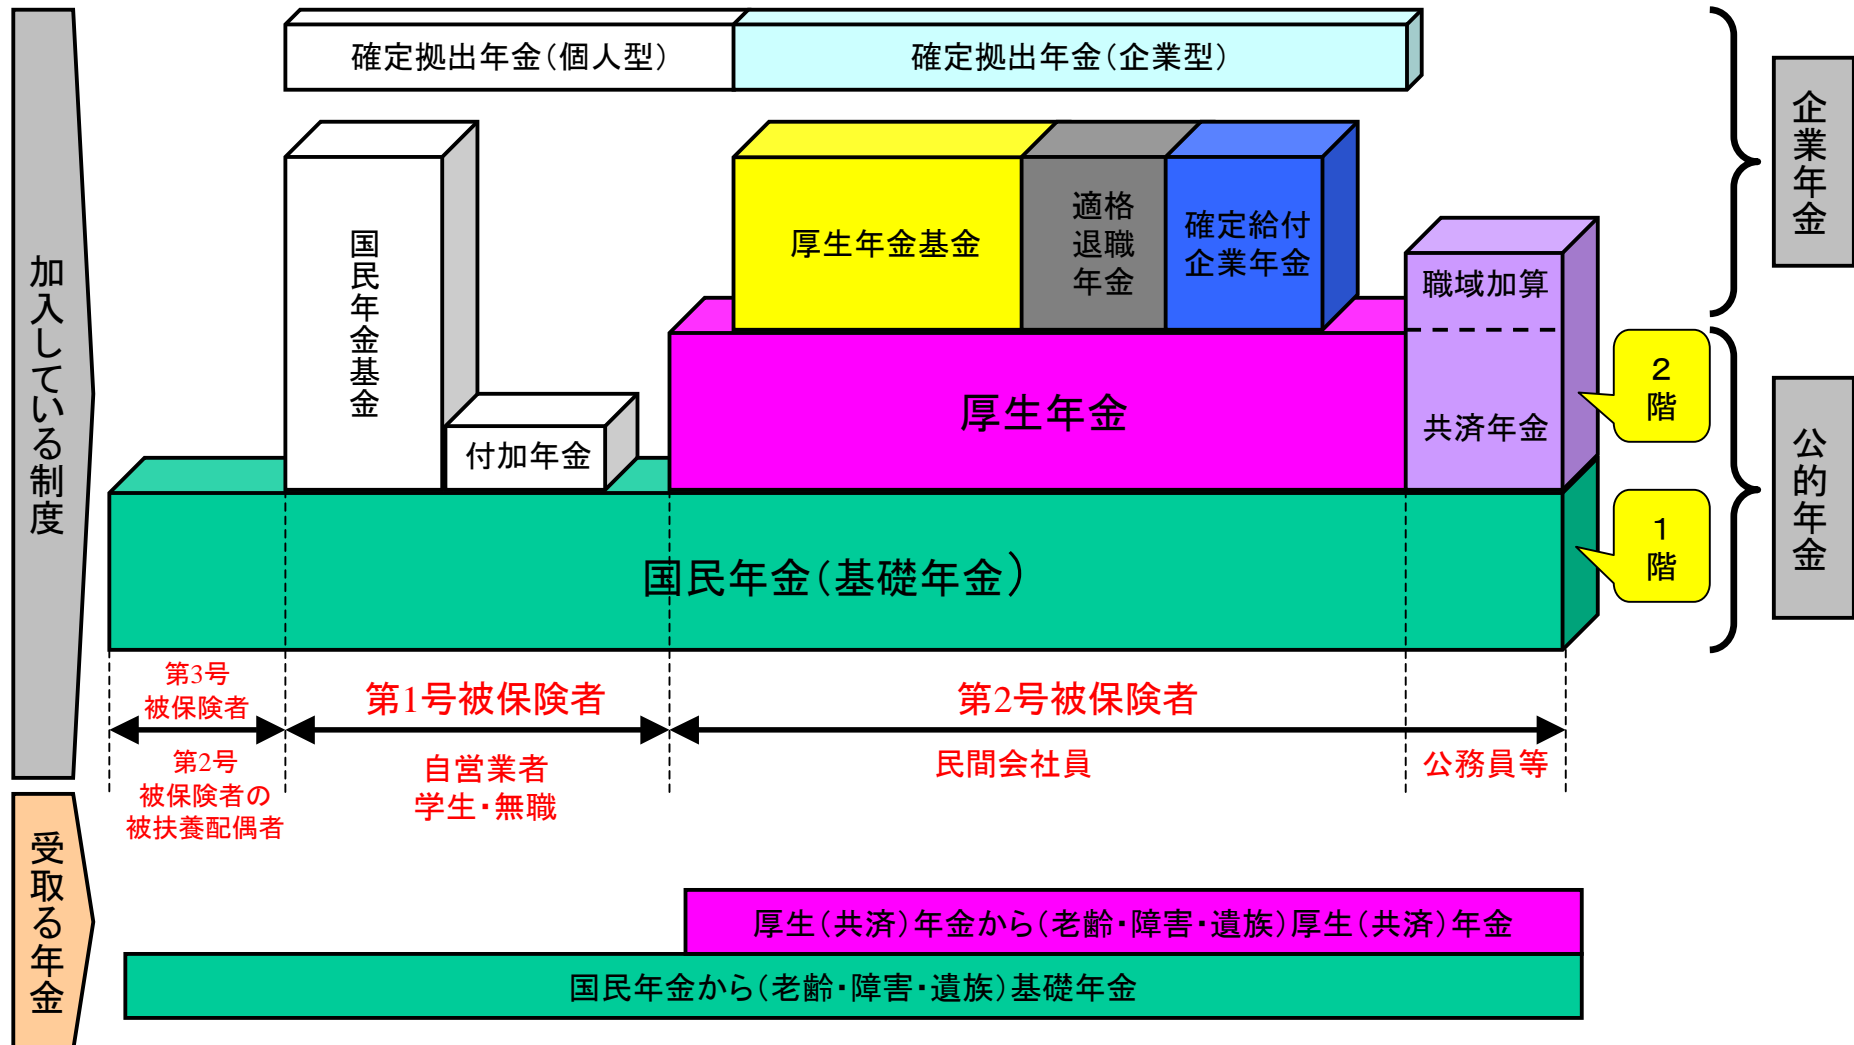 確定拠出年金（個人型）
確定拠出年金（企業型）
企業年金
加入している制度
国民年金基金
付加年金
厚生年金基金
適格
退職
年金
確定給付
企業年金
職域加算
共済年金
厚生年金
2
階
公的年金
国民年金（基礎年金）
1
階
第3号
被保険者
第1号被保険者
第2号被保険者
第2号
被保険者の
被扶養配偶者
自営業者
学生・無職
民間会社員
公務員等
受取る年金
厚生（共済）年金から（老齢・障害・遺族）厚生（共済）年金
国民年金から（老齢・障害・遺族）基礎年金